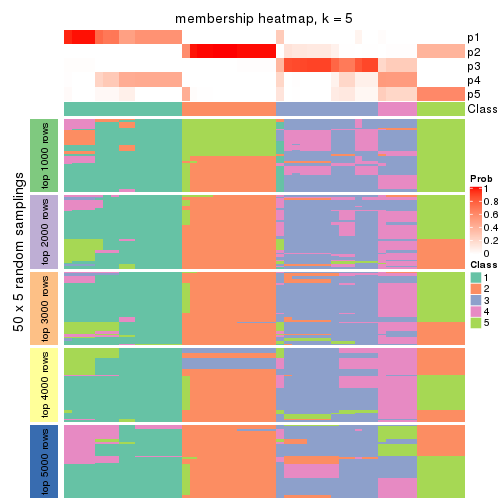 membership heatmap, k = 5
p1
p2
p3
p4
p5
Class
50 x 5 random samplings
top 1000 rows
top 2000 rows
top 3000 rows
top 4000 rows
top 5000 rows
Prob
1
0.8
0.6
0.4
0.2
0
Class
1
2
3
4
5